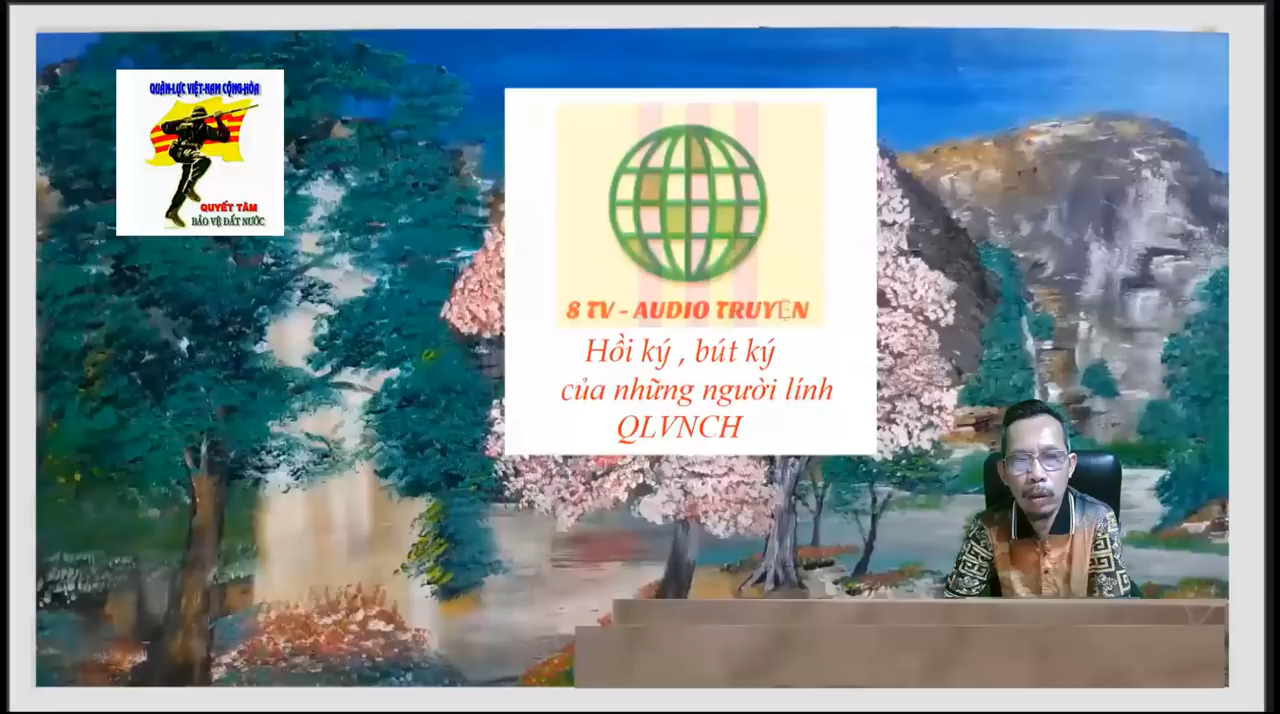 QUÂN-LỰC VIỆT-NAM CỘNG-HÒA
QUYẾT TÂM
BẢO VỆ ĐẤT NƯỚC
8 TV - AUDIO TRUYỆN
Hồi ký , bút ký
của những người lính
QLVNCH